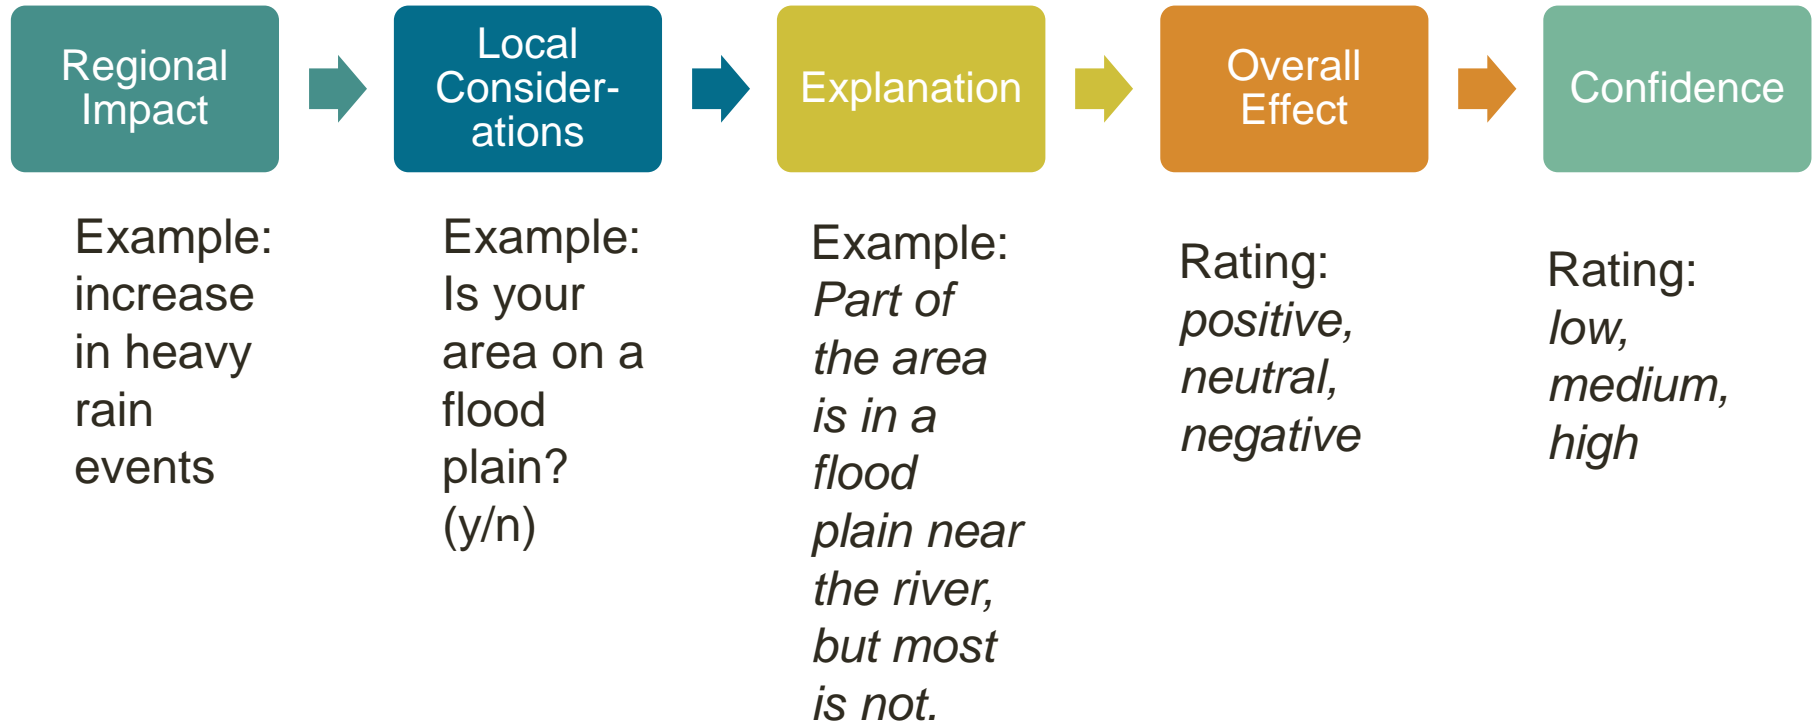 Regional
Impact
Local
Consider-
ations
Explanation
Overall
Effect
Confidence
Example:
increase
in heavy
rain
events
Example:
Is your
area on a
flood
plain?
(y/n)
Example:
Part of
the area
is in a
flood
plain near
the river,
but most
is not.
Rating:
positive,
neutral,
negative
Rating:
low,
medium,
high